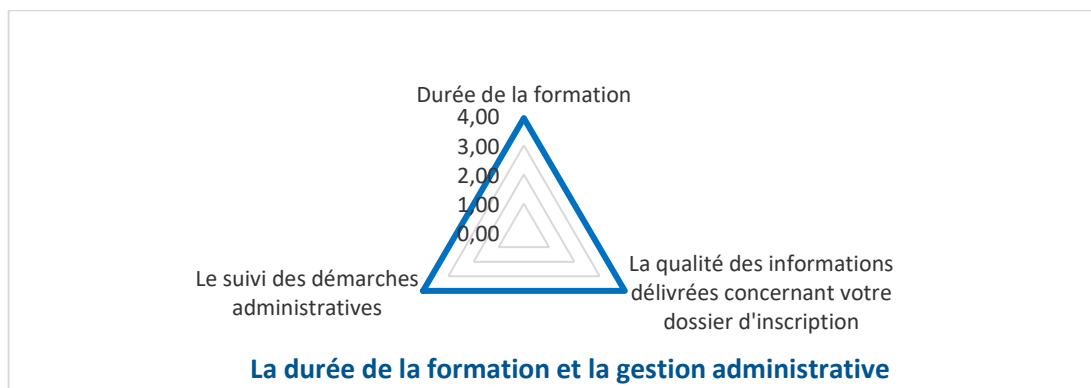 Durée de la formation
4,00
3,00
2,00
1,00
0,00
La qualité des informations
délivrées concernant votre
dossier d'inscription
Le suivi des démarches
administratives
La durée de la formation et la gestion administrative